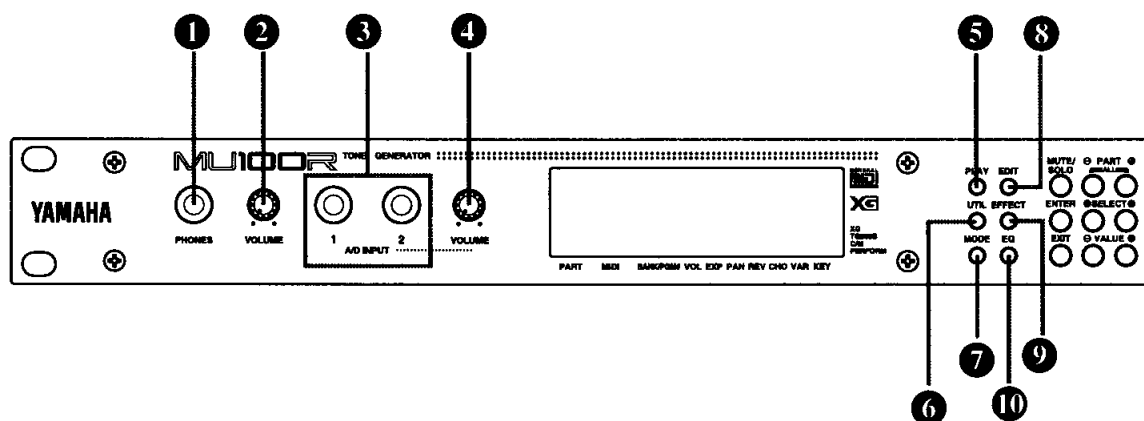 1 2 3 4 5 8
MU100R TONE GENERATOR
YAMAHA
PHONES
VOLUME
1 2
A/D INPUT
VOLUME
PART MIDI BANK/PGM# VOL EXP PAN REV CHO VAR KEY
XG
XG
C/M
PERFORM
PLAY EDIT
UTIL EFFECT
MODE EQ
MUTE/
SOLO
⊖ PART ⊕
ENTER
SELECT
EXIT
⊖ VALUE ⊕
7 9
6 10